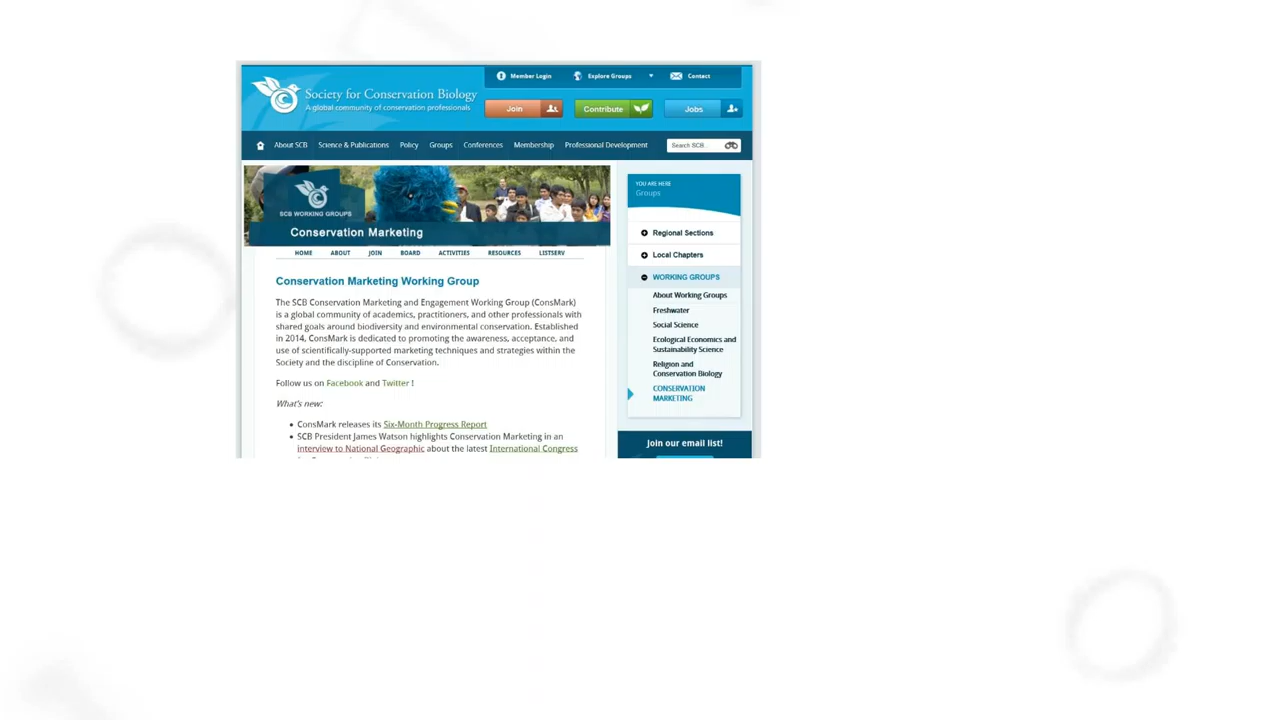 Member Login
Explore Groups
Contact
Society for Conservation Biology
A global community of conservation professionals
Join
Contribute
Jobs
About SCB
Science & Publications
Policy
Groups
Conferences
Membership
Professional Development
Search SCB...
SCB WORKING GROUPS
Conservation Marketing
HOME
ABOUT
JOIN
BOARD
ACTIVITIES
RESOURCES
LISTSERV
Conservation Marketing Working Group
The SCB Conservation Marketing and Engagement Working Group (ConsMark)
is a global community of academics, practitioners, and other professionals with
shared goals around biodiversity and environmental conservation. Established
in 2014, ConsMark is dedicated to promoting the awareness, acceptance, and
use of scientifically-supported marketing techniques and strategies within the
Society and the discipline of Conservation.
Follow us on Facebook and Twitter !
What's new:
ConsMark releases its Six-Month Progress Report
SCB President James Watson highlights Conservation Marketing in an
interview to National Geographic about the latest International Congress
YOU ARE HERE
Groups
Regional Sections
Local Chapters
WORKING GROUPS
About Working Groups
Freshwater
Social Science
Ecological Economics and
Sustainability Science
Religion and
Conservation Biology
CONSERVATION
MARKETING
Join our email list!